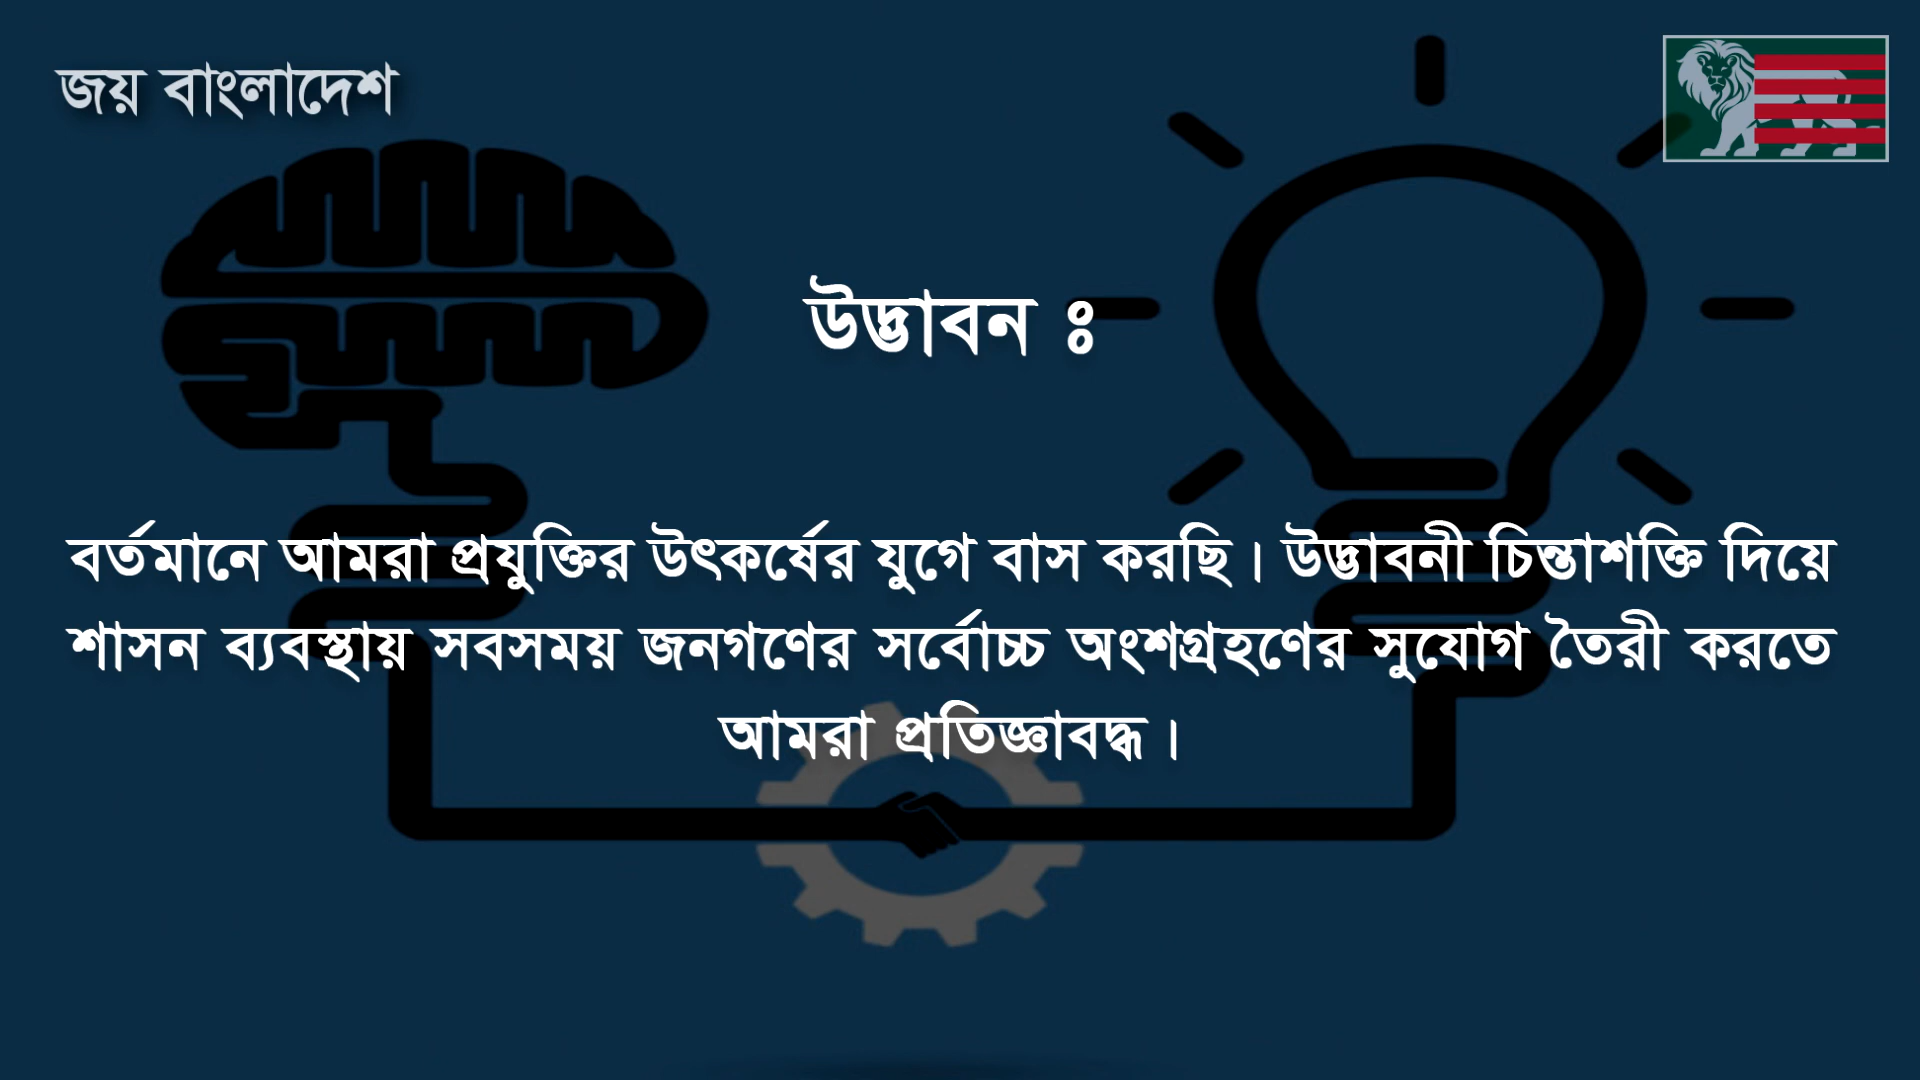 জয় বাংলাদেশ
উদ্ভাবন ঃ
বর্তমানে আমরা প্রযুক্তির উৎকর্ষের যুগে বাস করছি। উদ্ভাবনী চিন্তাশক্তি দিয়ে
শাসন ব্যবস্থায় সবসময় জনগণের সর্বোচ্চ অংশগ্রহণের সুযোগ তৈরী করতে
আমরা প্রতিজ্ঞাবদ্ধ।